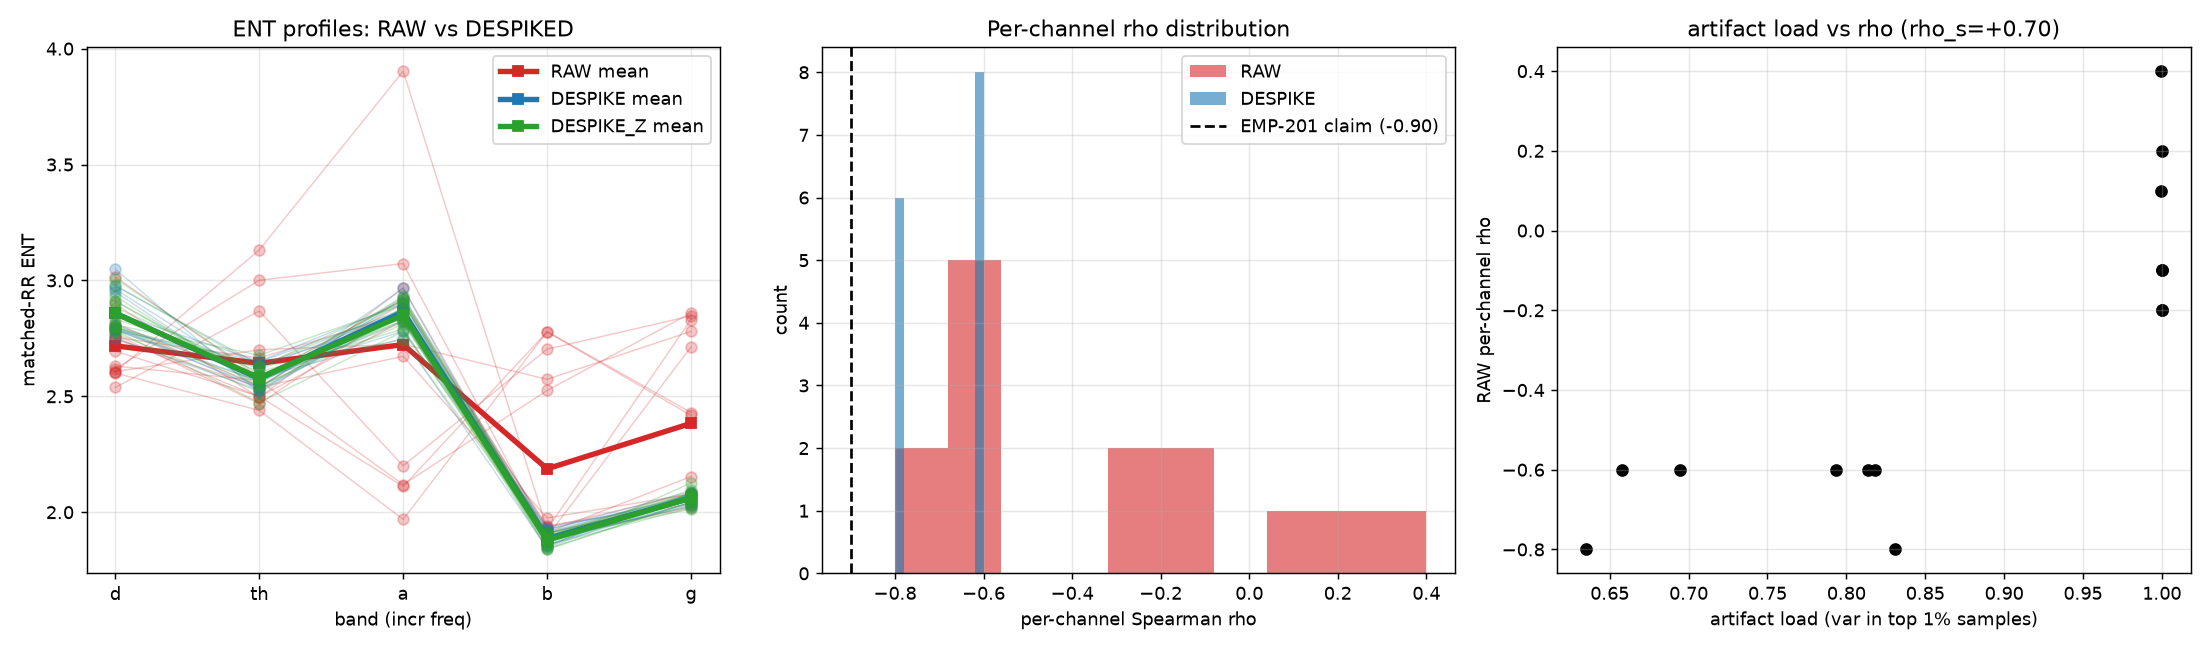 ENT profiles: RAW vs DESPIKED
4.0
3.5
3.0
2.5
2.0
matched-RR ENT
RAW mean
DESPIKE mean
DESPIKE_Z mean
d th a b g
band (incr freq)
Per-channel rho distribution
8
7
6
5
4
3
2
1
0
count
RAW
DESPIKE
EMP-201 claim (-0.90)
−0.8 −0.6 −0.4 −0.2 0.0 0.2 0.4
per-channel Spearman rho
artifact load vs rho (rho_s=+0.70)
0.4
0.2
0.0
−0.2
−0.4
−0.6
−0.8
RAW per-channel rho
0.65 0.70 0.75 0.80 0.85 0.90 0.95 1.00
artifact load (var in top 1% samples)